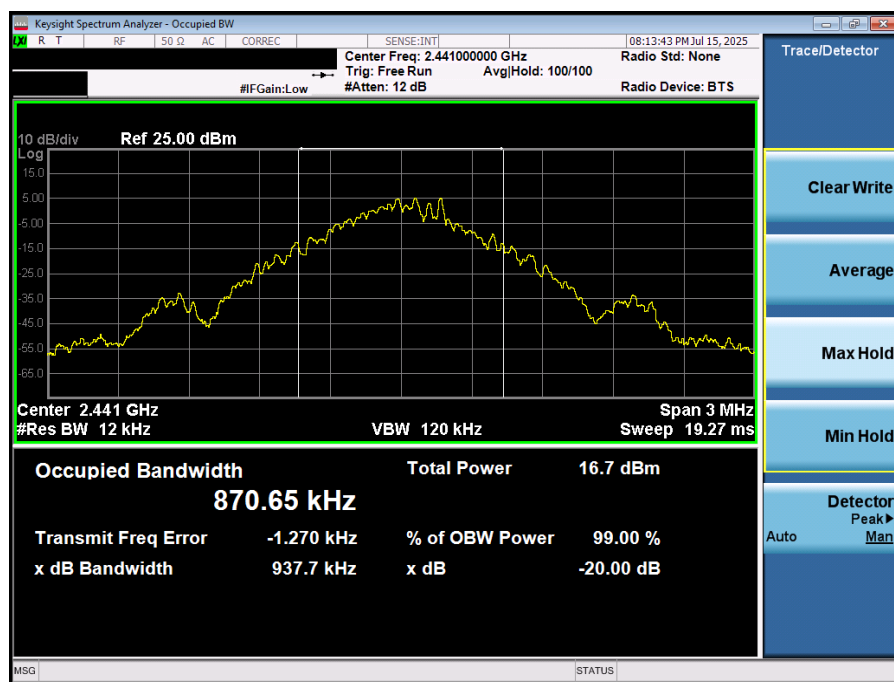 Keysight Spectrum Analyzer - Occupied BW
LXI R T RF 50 Ω AC CORREC SENSE:INT 08:13:43 PM Jul 15, 2025
Center Freq: 2.441000000 GHz Radio Std: None
Trig: Free Run Avg|Hold: 100/100
#IFGain:Low #Atten: 12 dB Radio Device: BTS
Trace/Detector
10 dB/div Ref 25.00 dBm
Log
15.0
5.00
-5.00
-15.0
-25.0
-35.0
-45.0
-55.0
-65.0
Center 2.441 GHz Span 3 MHz
#Res BW 12 kHz VBW 120 kHz Sweep 19.27 ms
Occupied Bandwidth Total Power 16.7 dBm
870.65 kHz
Transmit Freq Error -1.270 kHz % of OBW Power 99.00 %
x dB Bandwidth 937.7 kHz x dB -20.00 dB
Clear Write
Average
Max Hold
Min Hold
Detector
Peak▶
Auto Man
MSG STATUS